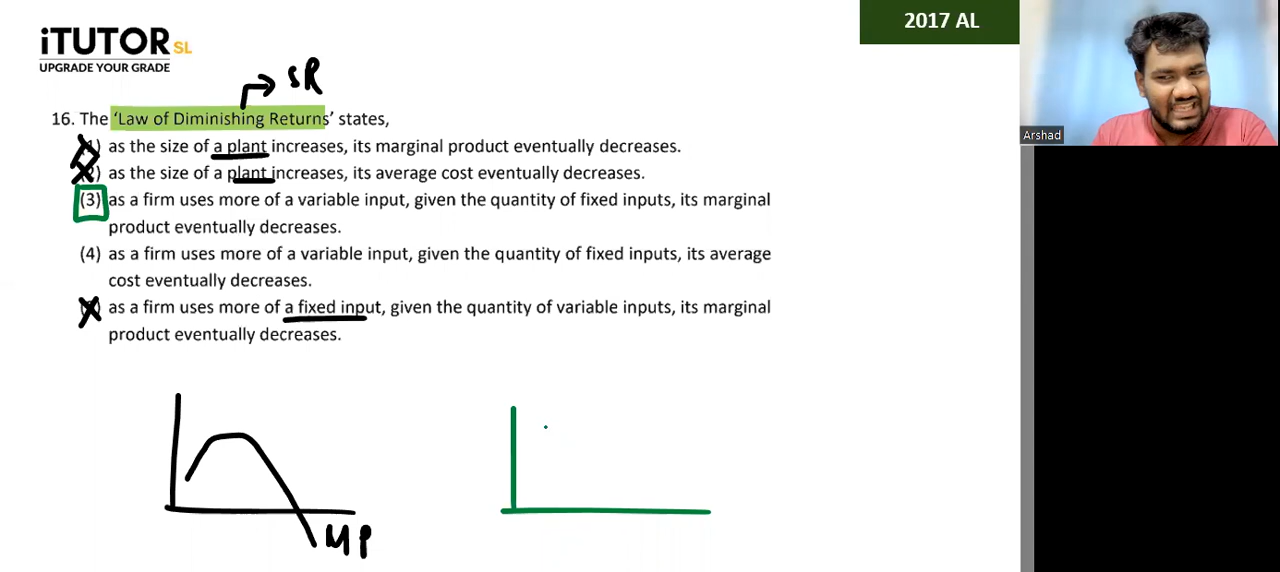 2017 AL
iTUTOR SL
UPGRADE YOUR GRADE
SR
Arshad
16. The ‘Law of Diminishing Returns’ states,
as the size of a plant increases, its marginal product eventually decreases.
as the size of a plant increases, its average cost eventually decreases.
(3) as a firm uses more of a variable input, given the quantity of fixed inputs, its marginal
product eventually decreases.
(4) as a firm uses more of a variable input, given the quantity of fixed inputs, its average
cost eventually decreases.
as a firm uses more of a fixed input, given the quantity of variable inputs, its marginal
product eventually decreases.
MP